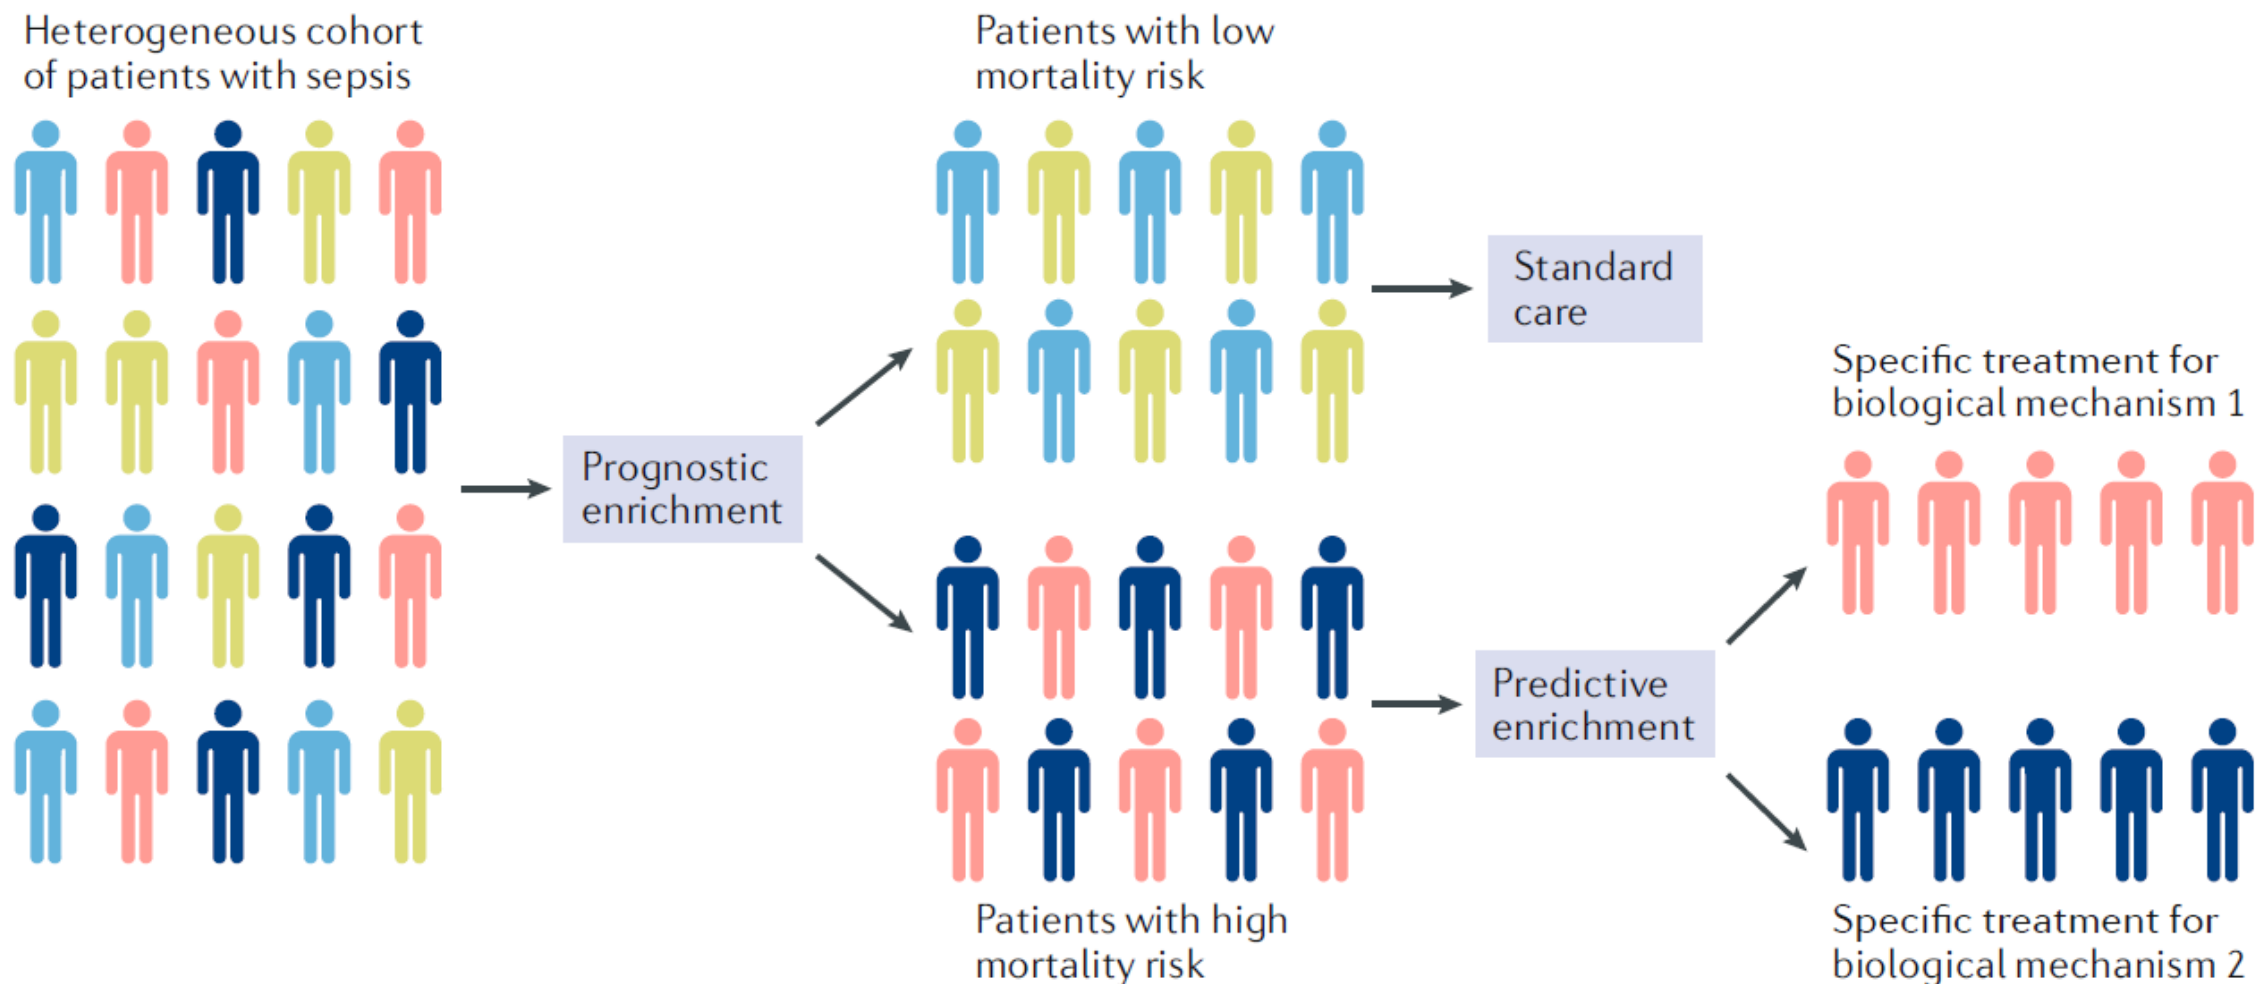 Heterogeneous cohort
of patients with sepsis
Prognostic
enrichment
Patients with low
mortality risk
Standard
care
Patients with high
mortality risk
Predictive
enrichment
Specific treatment for
biological mechanism 1
Specific treatment for
biological mechanism 2